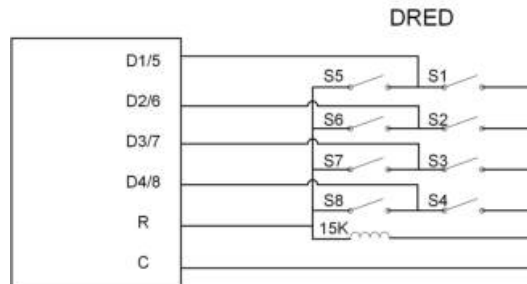 DRED
D1/5
S5 S1
D2/6
S6 S2
D3/7
S7 S3
D4/8
S8 S4
R
15K
C